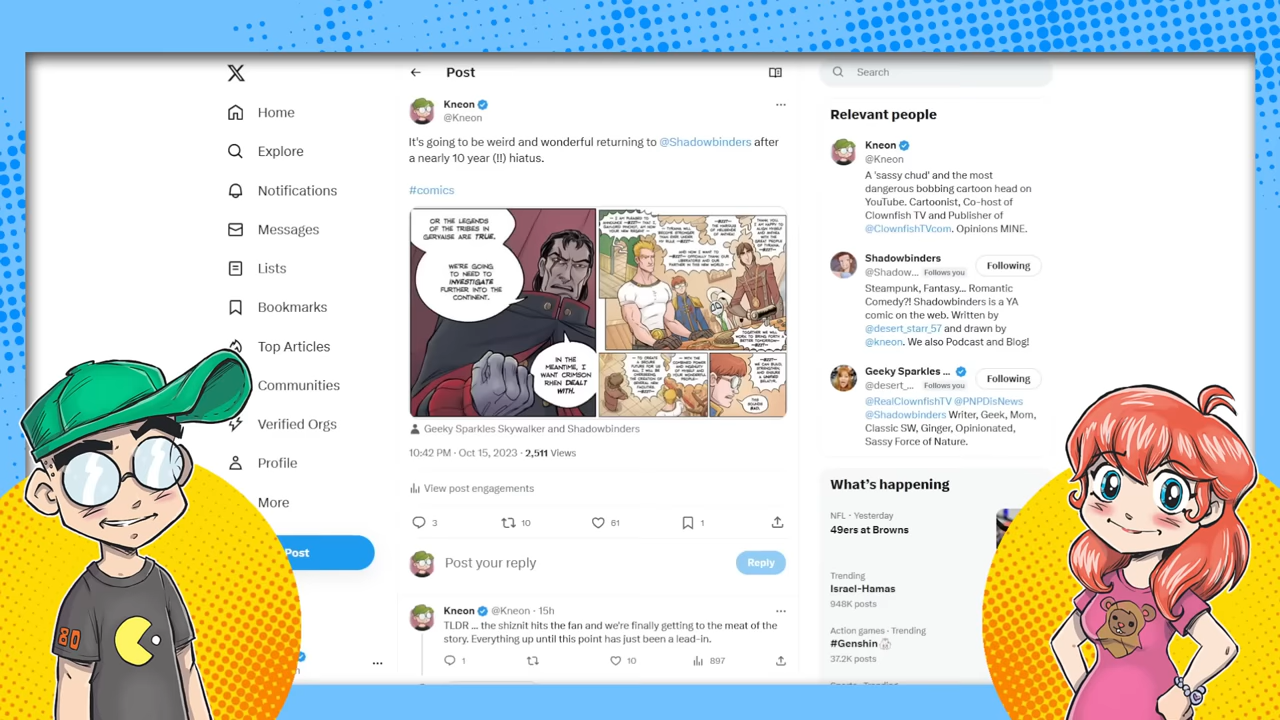 X
Home
Explore
Notifications
Messages
Lists
Bookmarks
Top Articles
Communities
Verified Orgs
Profile
More
Post
Post
Kneon
@Kneon
It's going to be weird and wonderful returning to @Shadowbinders after
a nearly 10 year (!!) hiatus.
#comics
OR THE LEGENDS
OF THE TRIBES IN
GERVAISE ARE TRUE.
WE'RE GOING
TO NEED TO
INVESTIGATE
FURTHER INTO THE
CONTINENT.
IN THE
MEANTIME, I
WANT CRIMSON
RHEN DEALT
WITH.
Geeky Sparkles Skywalker and Shadowbinders
10:42 PM · Oct 15, 2023 · 2,511 Views
View post engagements
3
10
61
1
Post your reply
Reply
Kneon @Kneon · 15h
TLDR ... the shiznit hits the fan and we're finally getting to the meat of the
story. Everything up until this point has just been a lead-in.
1
10
897
Search
Relevant people
Kneon
@Kneon
A 'sassy chud' and the most
dangerous bobbing cartoon head on
YouTube. Cartoonist, Co-host of
Clownfish TV and Publisher of
@ClownfishTVcom. Opinions MINE.
Shadowbinders
@Shadow... Follows you
Following
Steampunk, Fantasy... Romantic
Comedy?! Shadowbinders is a YA
comic on the web. Written by
@desert_starr_57 and drawn by
@kneon. We also Podcast and Blog!
Geeky Sparkles ...
@desert_... Follows you
Following
@RealClownfishTV @PNPDisNews
@Shadowbinders Writer, Geek, Mom,
Classic SW, Ginger, Opinionated,
Sassy Force of Nature.
What's happening
NFL · Yesterday
49ers at Browns
Trending
Israel-Hamas
948K posts
Action games · Trending
#Genshin
37.2K posts
80